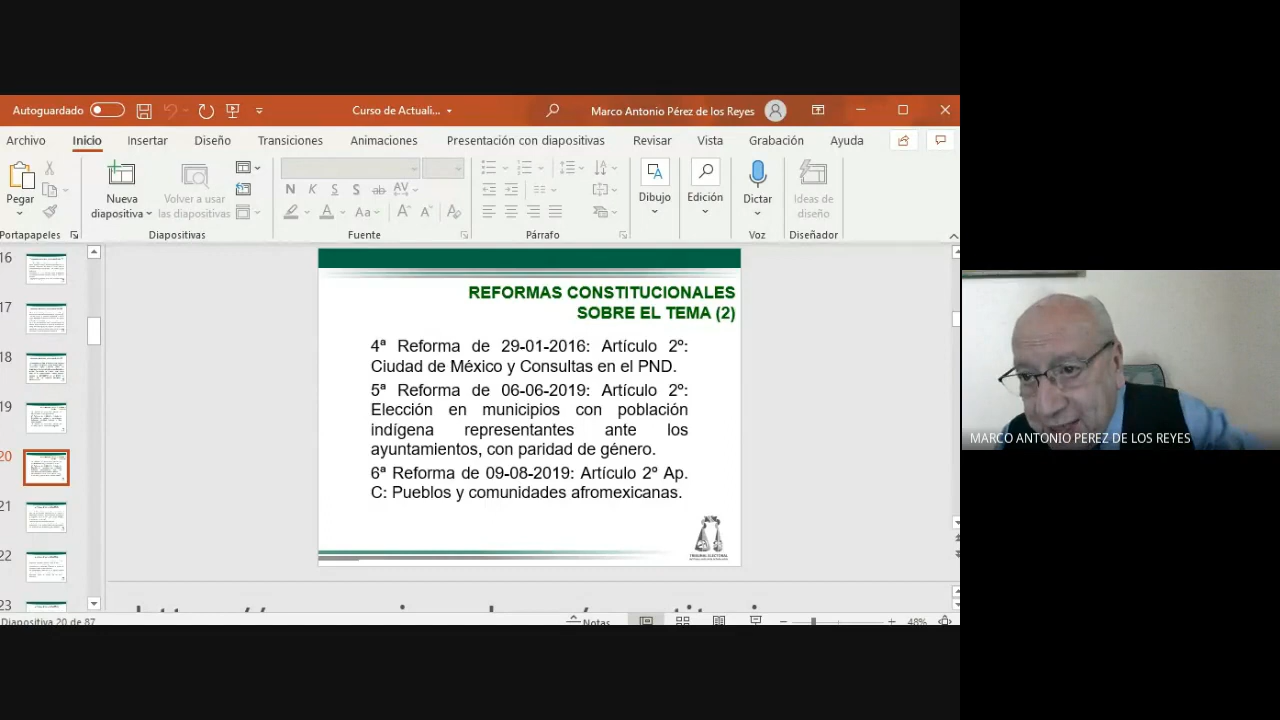 Autoguardado
Curso de Actuali...
Marco Antonio Pérez de los Reyes
Archivo Inicio Insertar Diseño Transiciones Animaciones Presentación con diapositivas Revisar Vista Grabación Ayuda
Pegar
Nueva diapositiva
Volver a usar las diapositivas
N K S S ab AV
A Aa A A A
Dibujo
Edición
Dictar
Ideas de diseño
Portapapeles Diapositivas Fuente Párrafo Voz Diseñador
16
17
18
19
20
21
22
23
REFORMAS CONSTITUCIONALES
SOBRE EL TEMA (2)
4ª Reforma de 29-01-2016: Artículo 2º:
Ciudad de México y Consultas en el PND.
5ª Reforma de 06-06-2019: Artículo 2º:
Elección en municipios con población
indígena representantes ante los
ayuntamientos, con paridad de género.
6ª Reforma de 09-08-2019: Artículo 2º Ap.
C: Pueblos y comunidades afromexicanas.
TRIBUNAL ELECTORAL
Diapositiva 20 de 87
Notas
48%
MARCO ANTONIO PEREZ DE LOS REYES